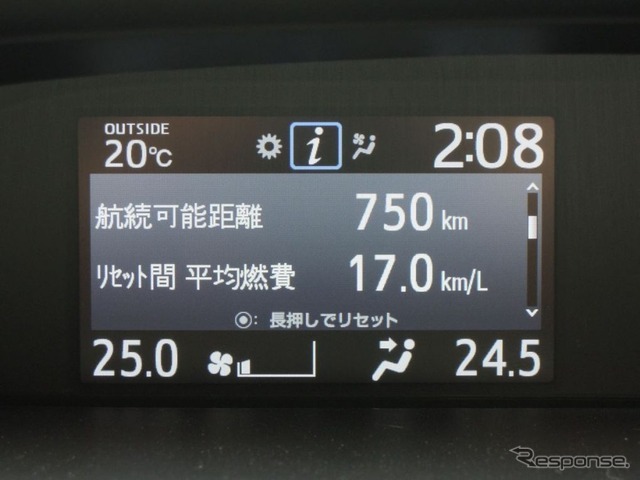 OUTSIDE
20℃
i
2:08
航続可能距離 750 km
ﾘｾｯﾄ間 平均燃費 17.0 km/L
◉: 長押しでリセット
25.0
24.5
Response.